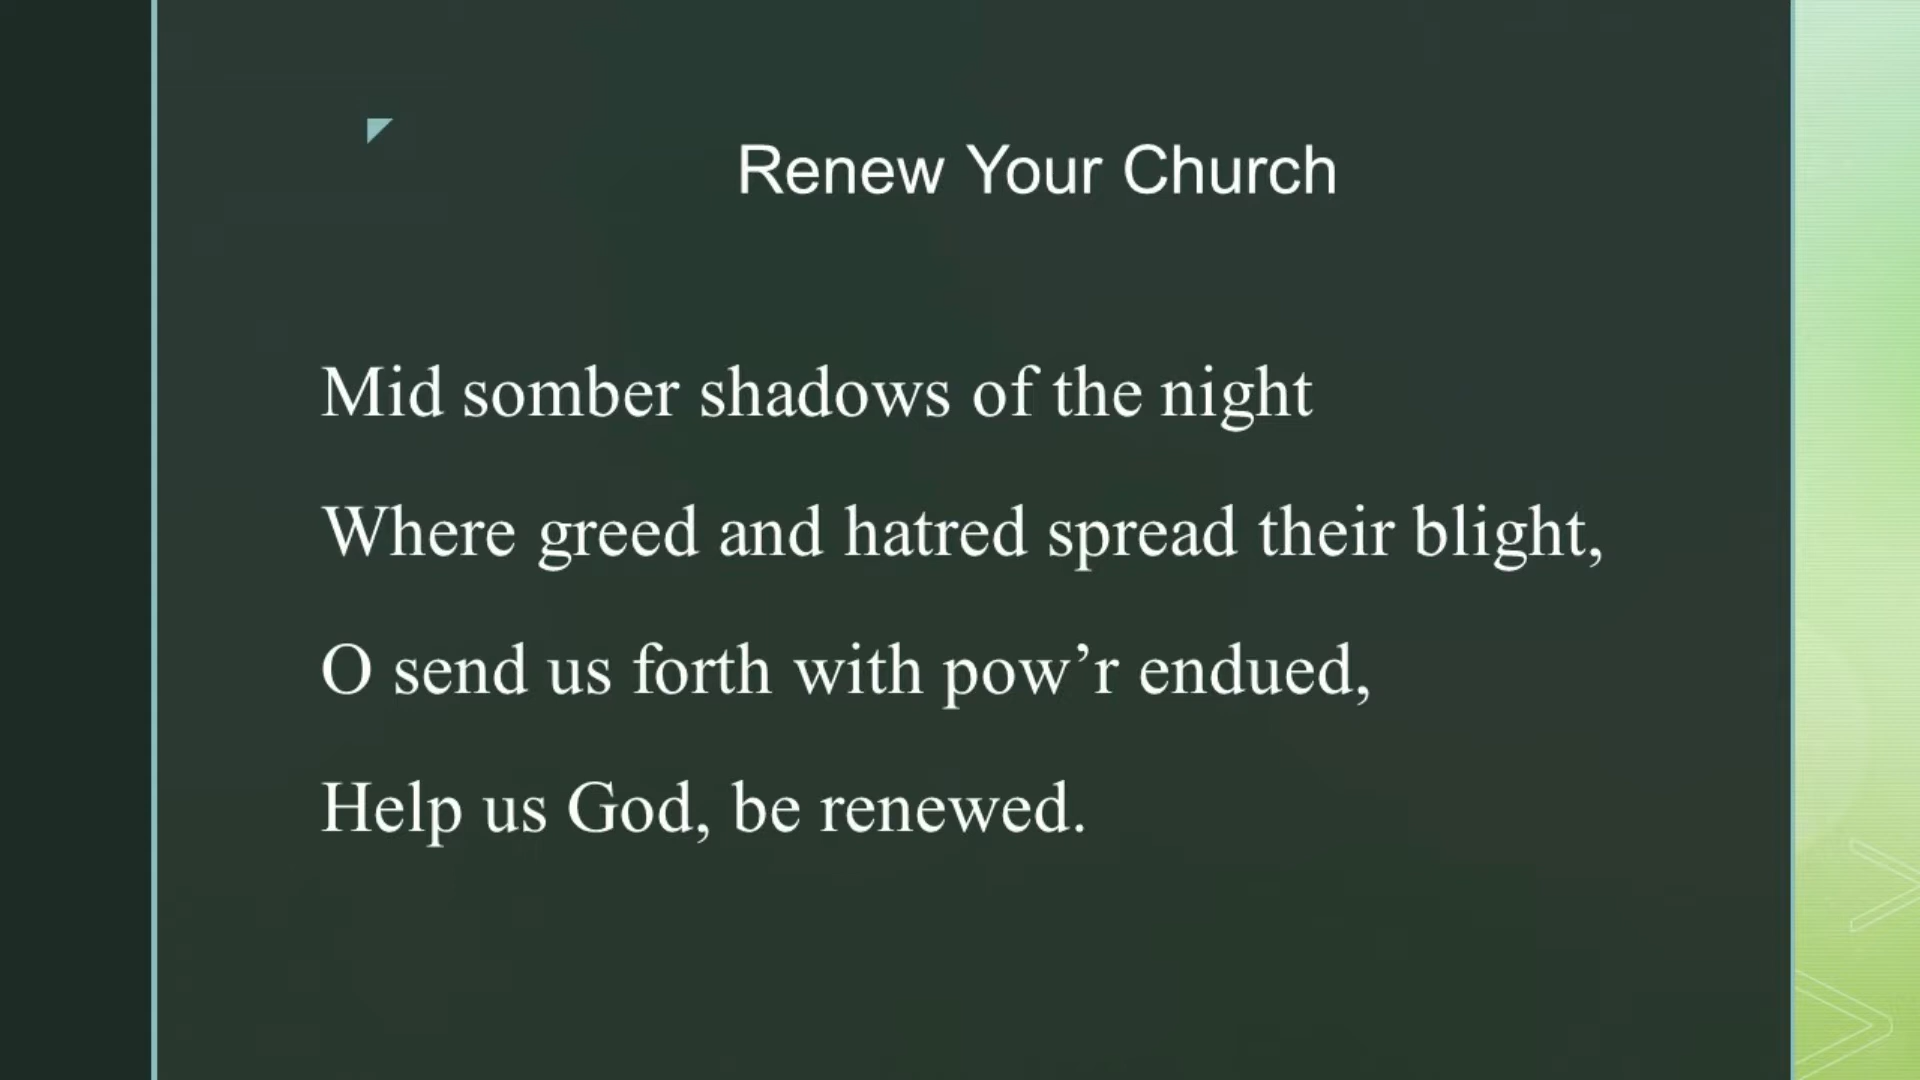 Renew Your Church
Mid somber shadows of the night
Where greed and hatred spread their blight,
O send us forth with pow’r endued,
Help us God, be renewed.